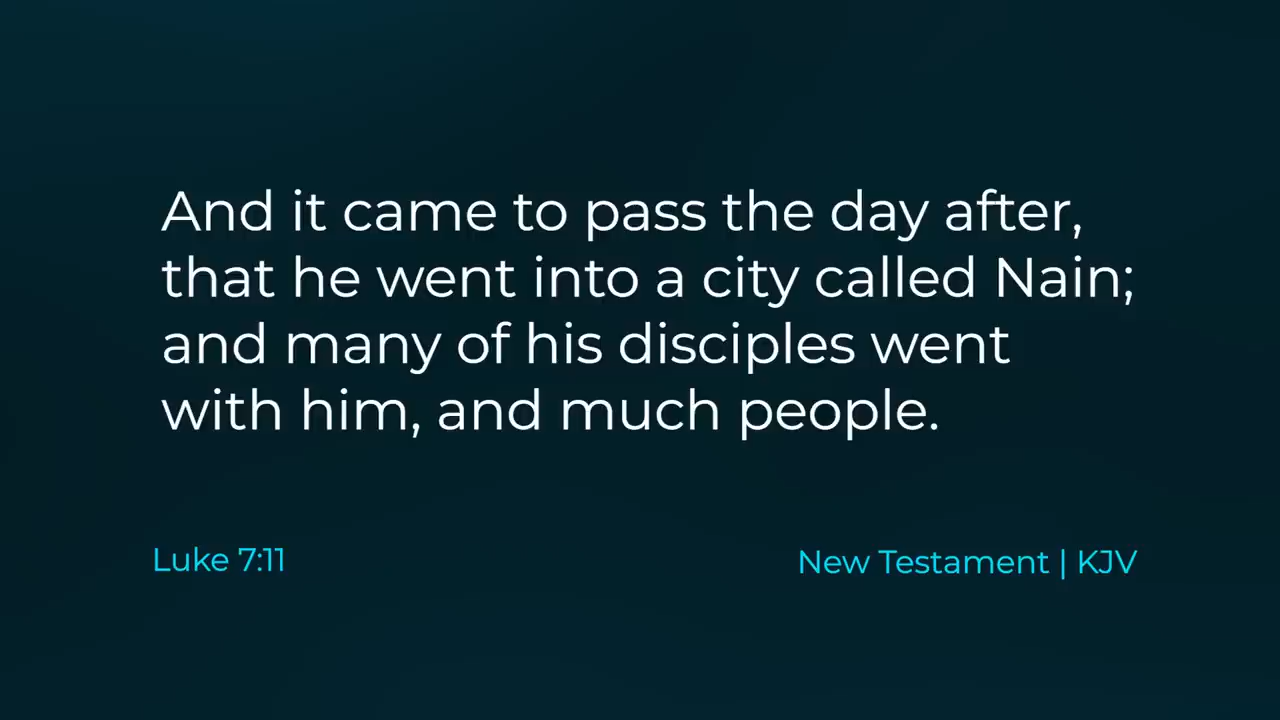 And it came to pass the day after,
that he went into a city called Nain;
and many of his disciples went
with him, and much people.
Luke 7:11
New Testament | KJV